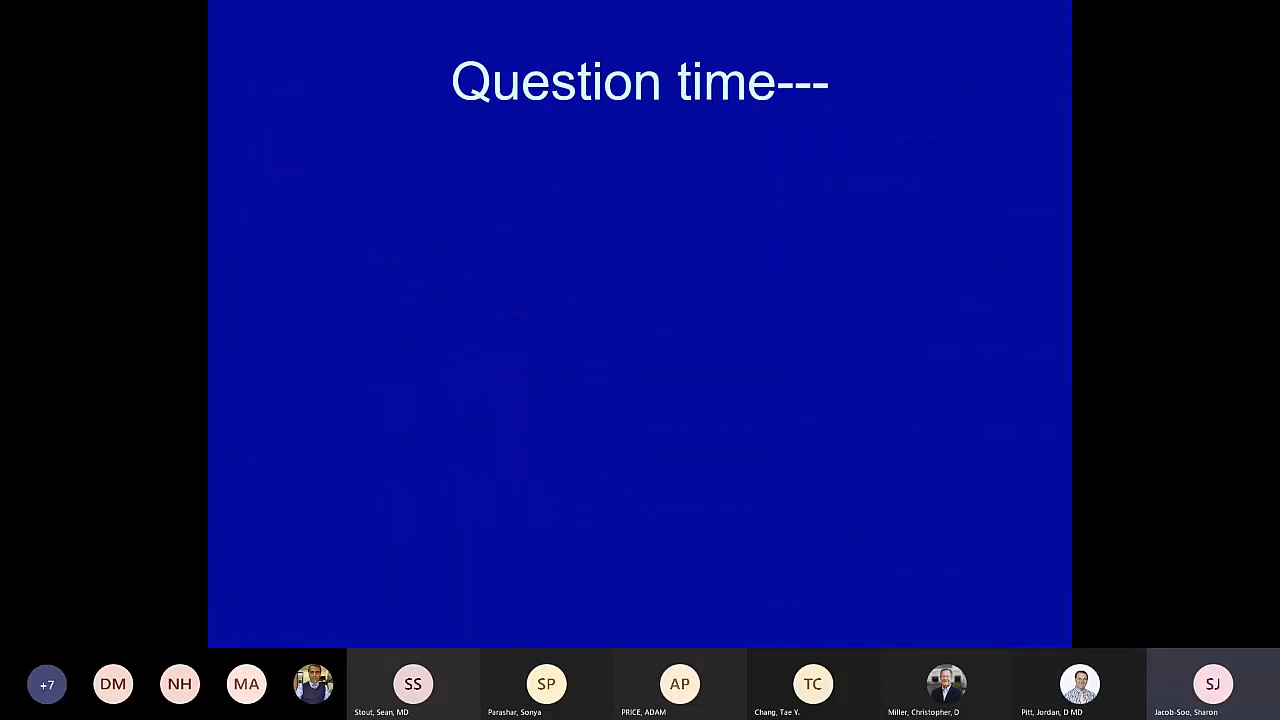 Question time---
+7
DM
NH
MA
SS
SP
AP
TC
SJ
Stout, Sean, MD
Parashar, Sonya
PRICE, ADAM
Chang, Tae Y.
Miller, Christopher, D
Pitt, Jordan, D MD
Jacob-Soo, Sharon